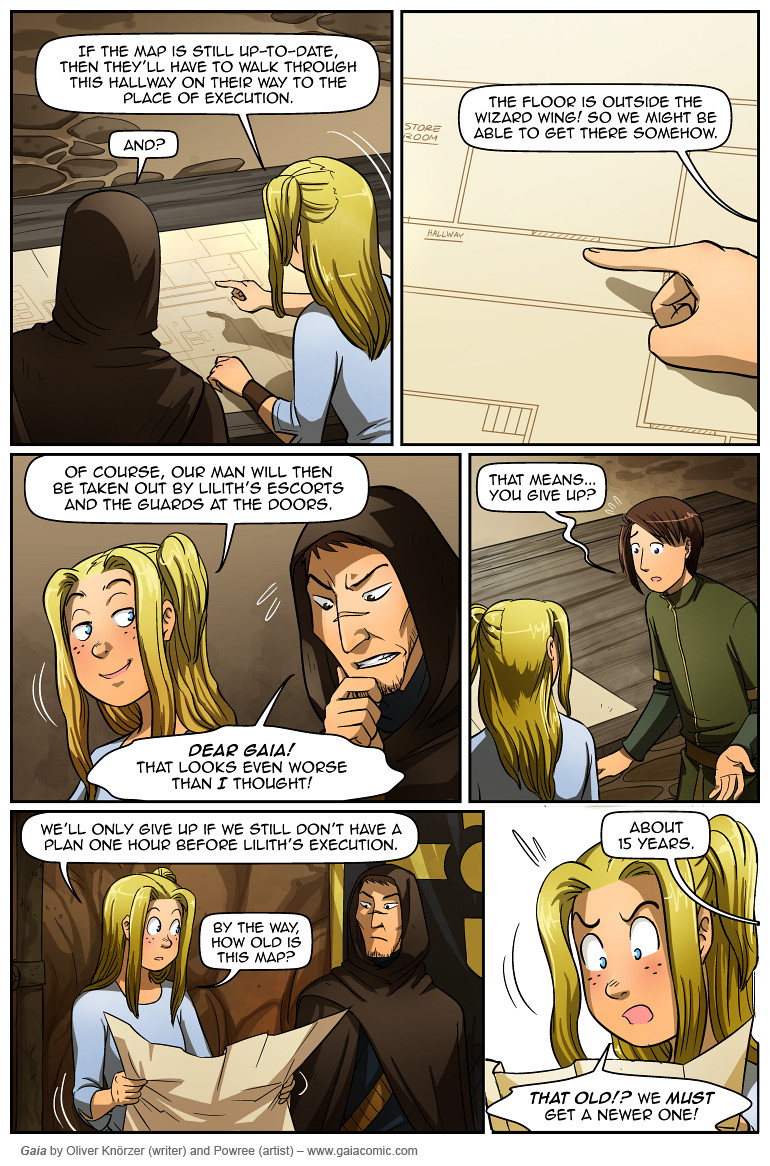 IF THE MAP IS STILL UP-TO-DATE,
THEN THEY'LL HAVE TO WALK THROUGH
THIS HALLWAY ON THEIR WAY TO THE
PLACE OF EXECUTION.
AND?
THE FLOOR IS OUTSIDE THE
WIZARD WING! SO WE MIGHT BE
ABLE TO GET THERE SOMEHOW.
STORE
ROOM
HALLWAY
OF COURSE, OUR MAN WILL THEN
BE TAKEN OUT BY LILITH'S ESCORTS
AND THE GUARDS AT THE DOORS.
DEAR GAIA!
THAT LOOKS EVEN WORSE
THAN I THOUGHT!
THAT MEANS...
YOU GIVE UP?
WE'LL ONLY GIVE UP IF WE STILL DON'T HAVE A
PLAN ONE HOUR BEFORE LILITH'S EXECUTION.
BY THE WAY,
HOW OLD IS
THIS MAP?
ABOUT
15 YEARS.
THAT OLD!? WE MUST
GET A NEWER ONE!
Gaia by Oliver Knörzer (writer) and Powree (artist) – www.gaiacomic.com